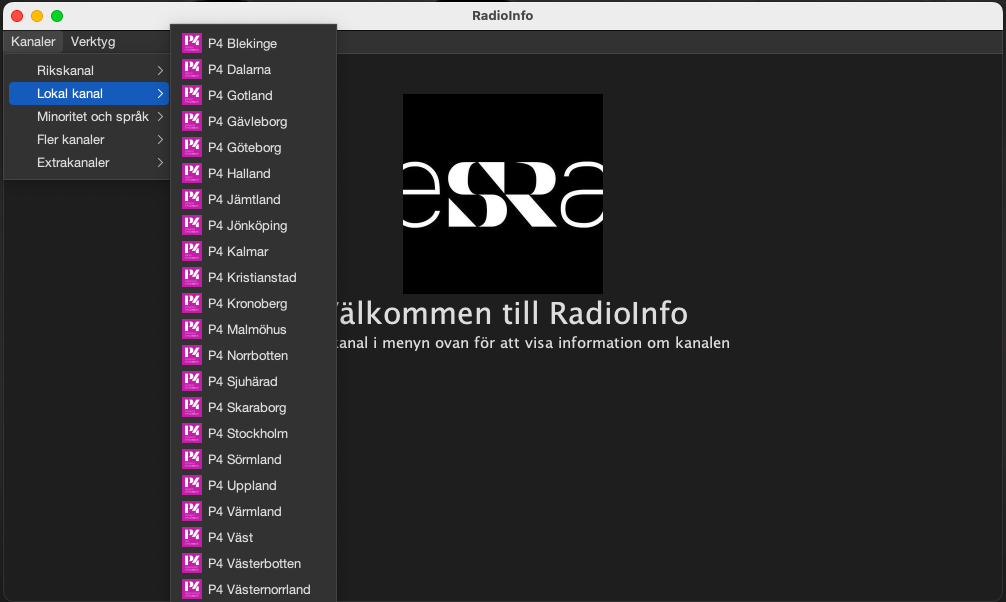 RadioInfo
Kanaler
Verktyg
Rikskanal
Lokal kanal
Minoritet och språk
Fler kanaler
Extrakanaler
P4 Blekinge
P4 Dalarna
P4 Gotland
P4 Gävleborg
P4 Göteborg
P4 Halland
P4 Jämtland
P4 Jönköping
P4 Kalmar
P4 Kristianstad
P4 Kronoberg
P4 Malmöhus
P4 Norrbotten
P4 Sjuhärad
P4 Skaraborg
P4 Stockholm
P4 Sörmland
P4 Uppland
P4 Värmland
P4 Väst
P4 Västerbotten
P4 Västernorrland
eSRa
älkommen till RadioInfo
kanal i menyn ovan för att visa information om kanalen